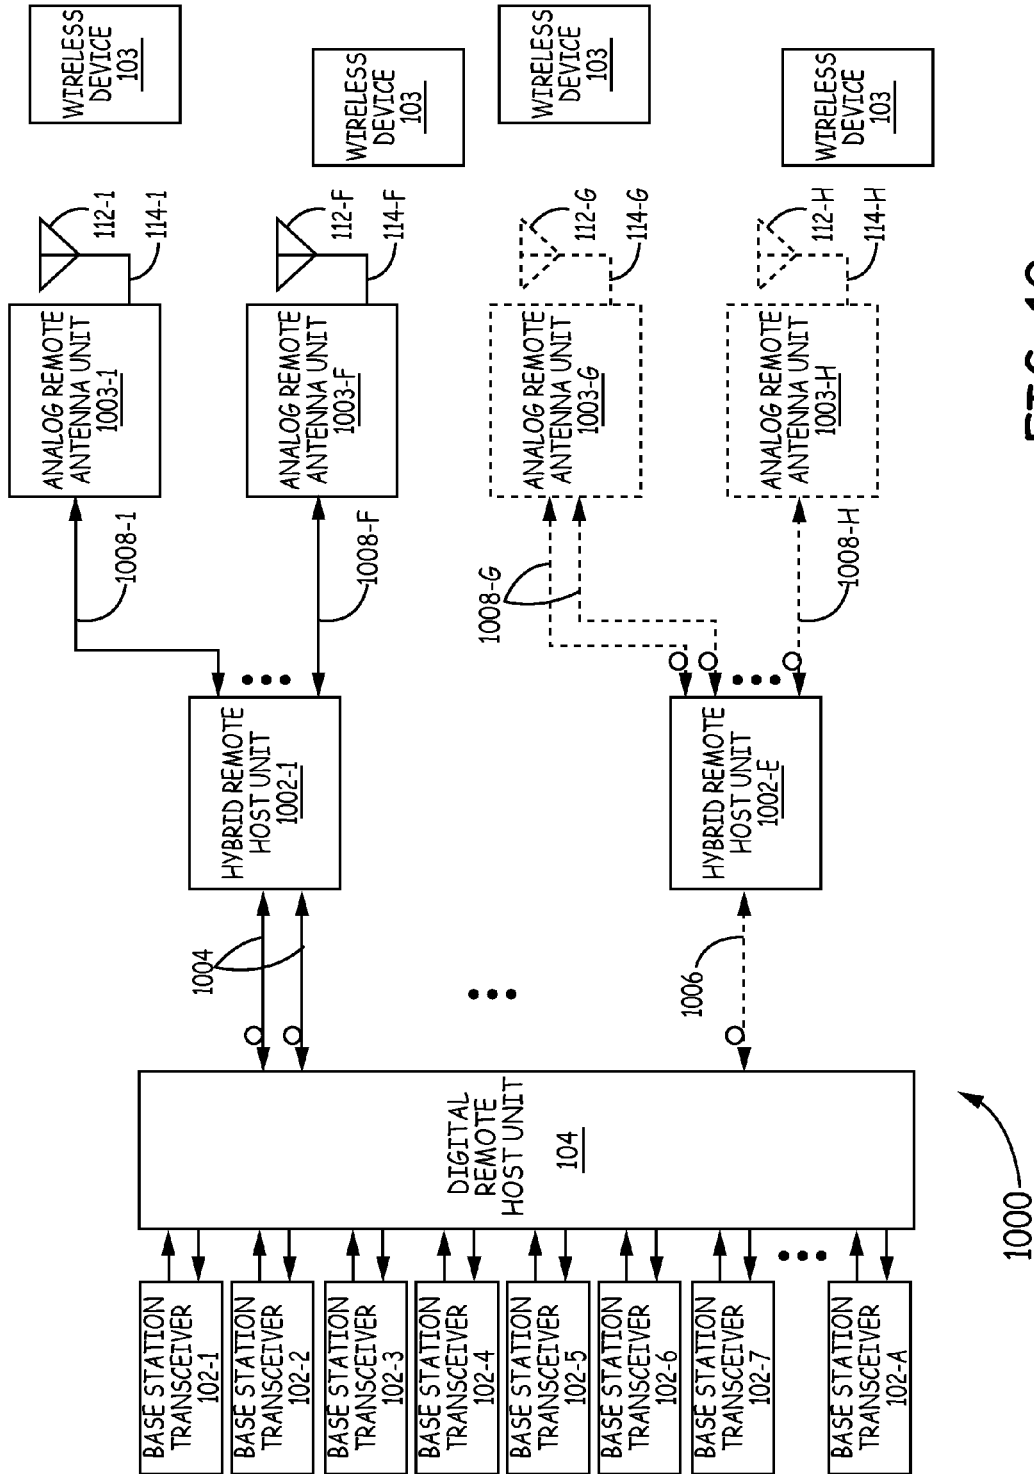 BASE STATION
TRANSCEIVER
102-1
BASE STATION
TRANSCEIVER
102-2
BASE STATION
TRANSCEIVER
102-3
BASE STATION
TRANSCEIVER
102-4
BASE STATION
TRANSCEIVER
102-5
BASE STATION
TRANSCEIVER
102-6
BASE STATION
TRANSCEIVER
102-7
BASE STATION
TRANSCEIVER
102-A
DIGITAL
REMOTE
HOST UNIT
104
1004
1006
HYBRID REMOTE
HOST UNIT
1002-1
HYBRID REMOTE
HOST UNIT
1002-E
1008-1
1008-F
1008-G
1008-H
ANALOG REMOTE
ANTENNA UNIT
1003-1
ANALOG REMOTE
ANTENNA UNIT
1003-F
ANALOG REMOTE
ANTENNA UNIT
1003-G
ANALOG REMOTE
ANTENNA UNIT
1003-H
112-1
114-1
112-F
114-F
112-G
114-G
112-H
114-H
WIRELESS
DEVICE
103
WIRELESS
DEVICE
103
WIRELESS
DEVICE
103
WIRELESS
DEVICE
103
1000